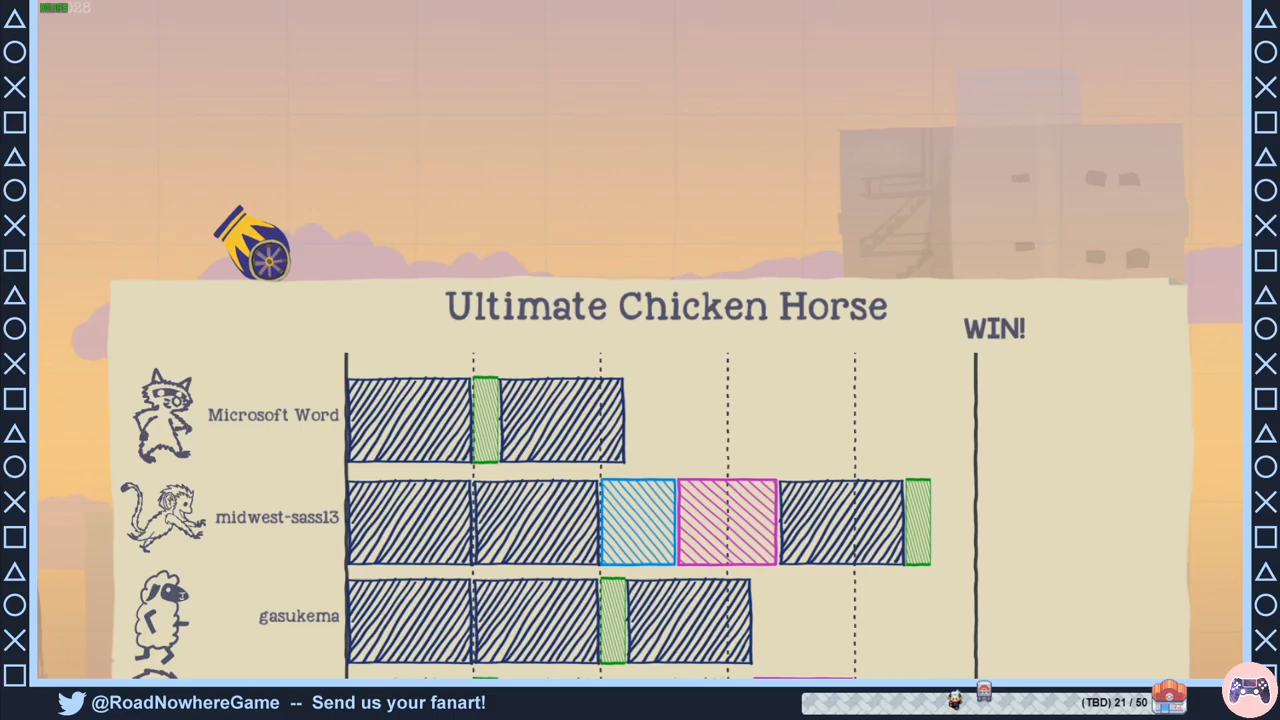 Ultimate Chicken Horse
WIN!
Microsoft Word
midwest-sass13
gasukema
@RoadNowhereGame -- Send us your fanart!
(TBD) 21 / 50